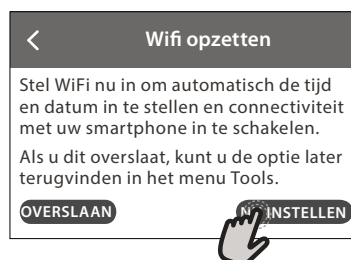 Wifi opzetten
Stel WiFi nu in om automatisch de tijd
en datum in te stellen en connectiviteit
met uw smartphone in te schakelen.
Als u dit overslaat, kunt u de optie later
terugvinden in het menu Tools.
OVERSLAAN
INSTELLEN